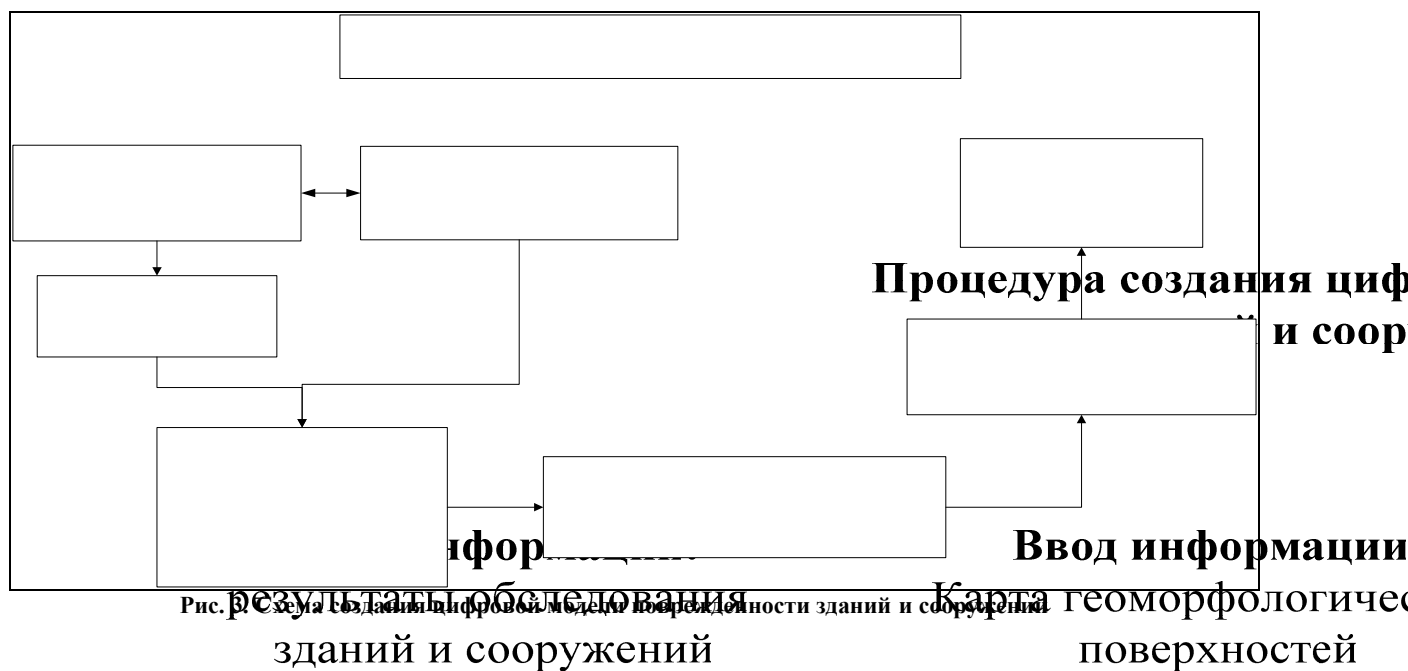 Процедура создания циф
й и соор
нформации:
Ввод информации
результаты обследования
Карта геоморфологичес
Рис. 3. Схема создания цифровой модели поврежденности зданий и сооружений
зданий и сооружений
поверхностей